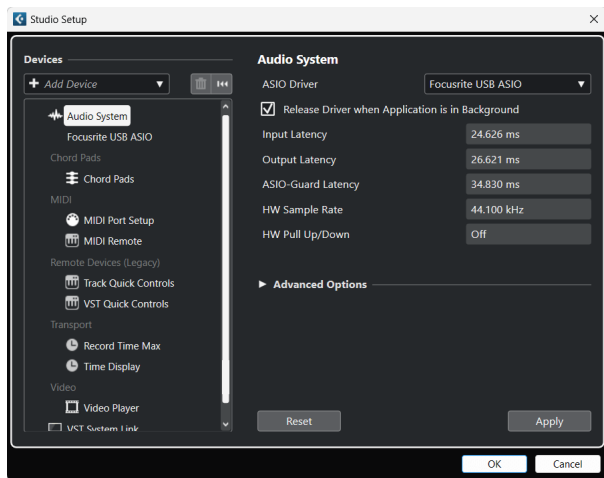 Studio Setup
Devices
Add Device
Audio System
Focusrite USB ASIO
Chord Pads
Chord Pads
MIDI
MIDI Port Setup
MIDI Remote
Remote Devices (Legacy)
Track Quick Controls
VST Quick Controls
Transport
Record Time Max
Time Display
Video
Video Player
VST System Link
Audio System
ASIO Driver Focusrite USB ASIO
Release Driver when Application is in Background
Input Latency 24.626 ms
Output Latency 26.621 ms
ASIO-Guard Latency 34.830 ms
HW Sample Rate 44.100 kHz
HW Pull Up/Down Off
Advanced Options
Reset Apply
OK Cancel